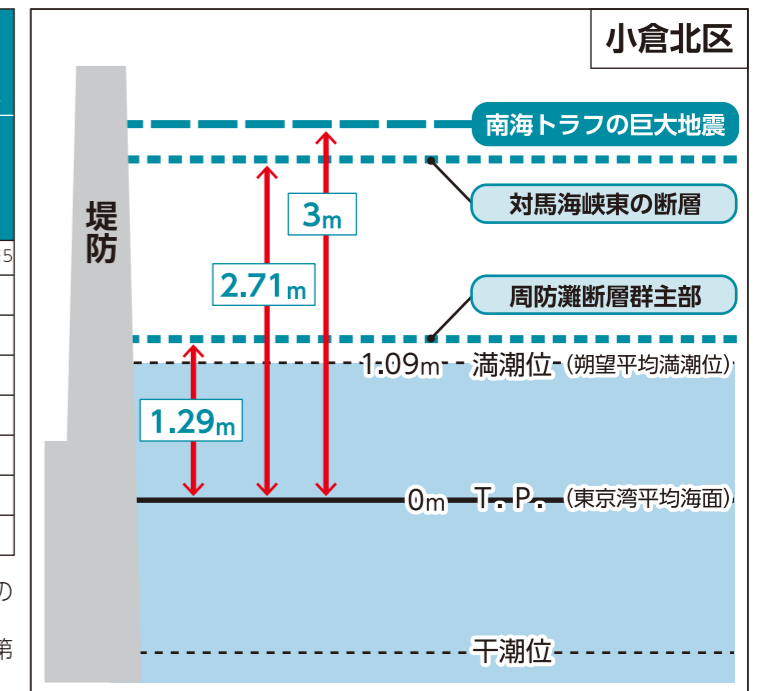 小倉北区
南海トラフの巨大地震
対馬海峡東の断層
堤防
3m
2.71m
周防灘断層群主部
1.09m 満潮位 (朔望平均満潮位)
1.29m
0m T.P. (東京湾平均海面)
干潮位
5
の
第